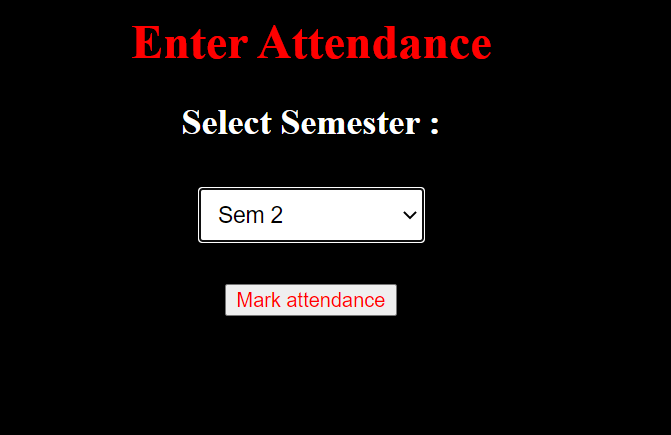 Enter Attendance
Select Semester :
Sem 2
Mark attendance